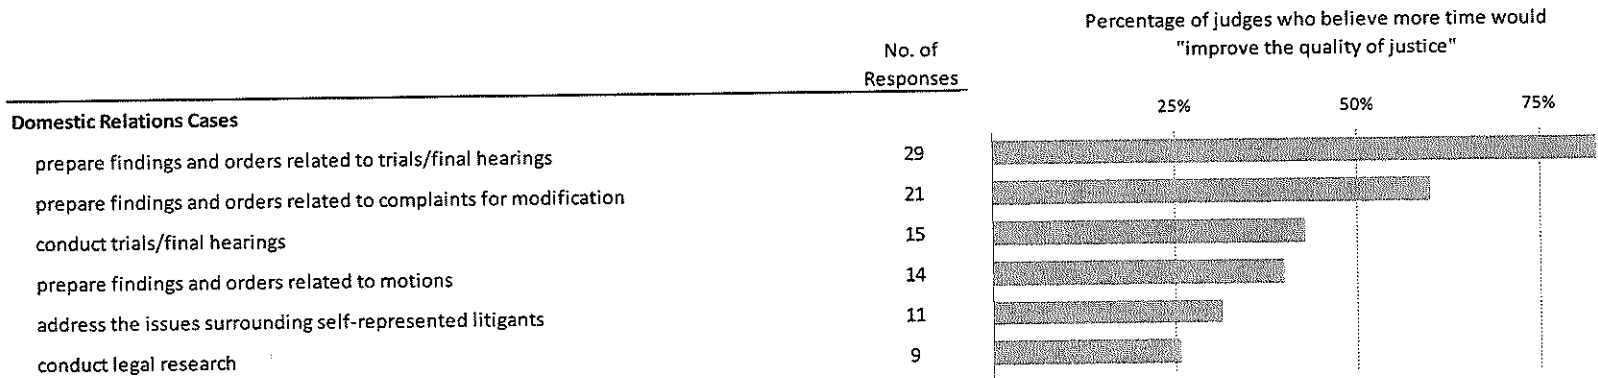 Percentage of judges who believe more time would
"improve the quality of justice"
No. of
Responses
25% 50% 75%
Domestic Relations Cases
prepare findings and orders related to trials/final hearings 29
prepare findings and orders related to complaints for modification 21
conduct trials/final hearings 15
prepare findings and orders related to motions 14
address the issues surrounding self-represented litigants 11
conduct legal research 9